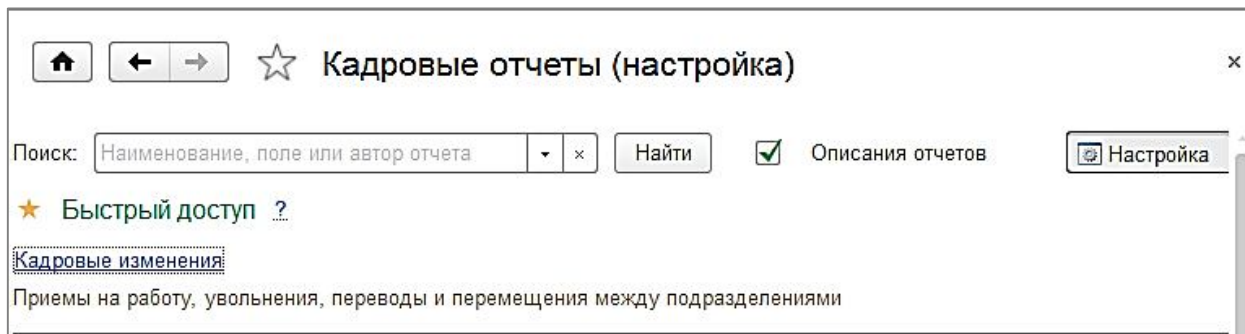 Кадровые отчеты (настройка)
Поиск: Наименование, поле или автор отчета Найти Описания отчетов Настройка
Быстрый доступ ?
Кадровые изменения
Приемы на работу, увольнения, переводы и перемещения между подразделениями